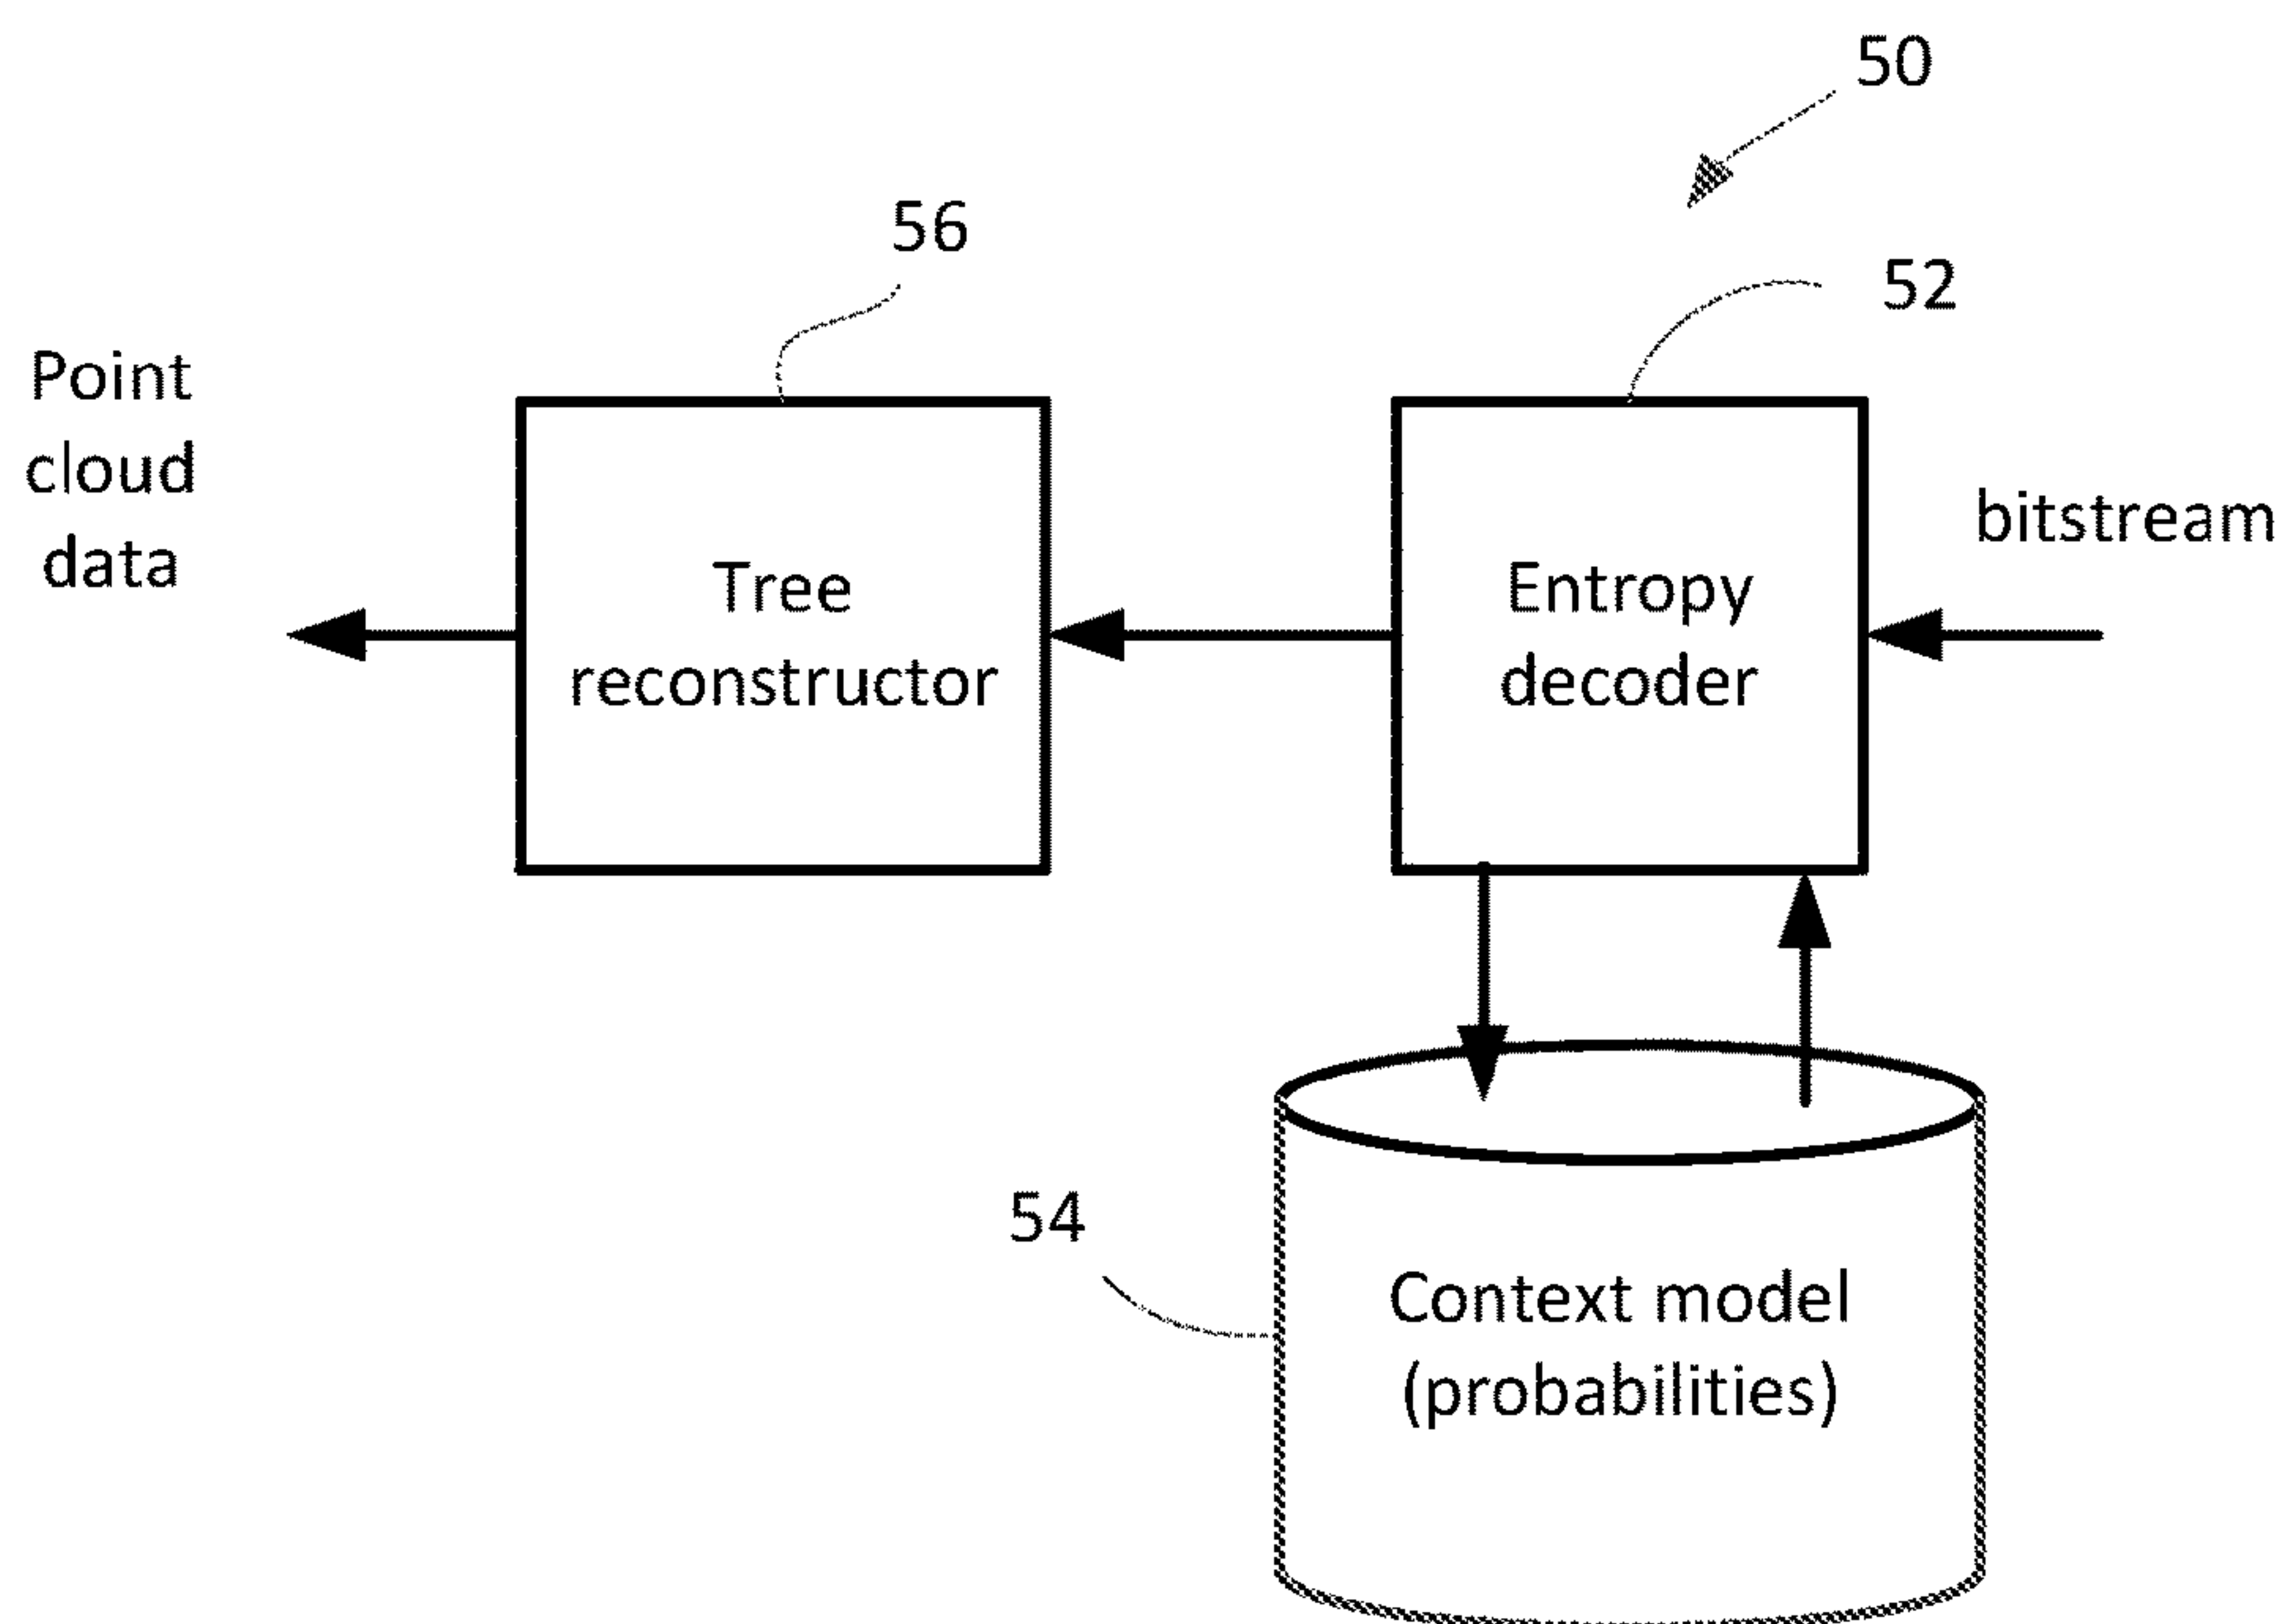 50
56
52
Point
cloud
data
bitstream
Tree
reconstructor
Entropy
decoder
54
Context model
(probabilities)